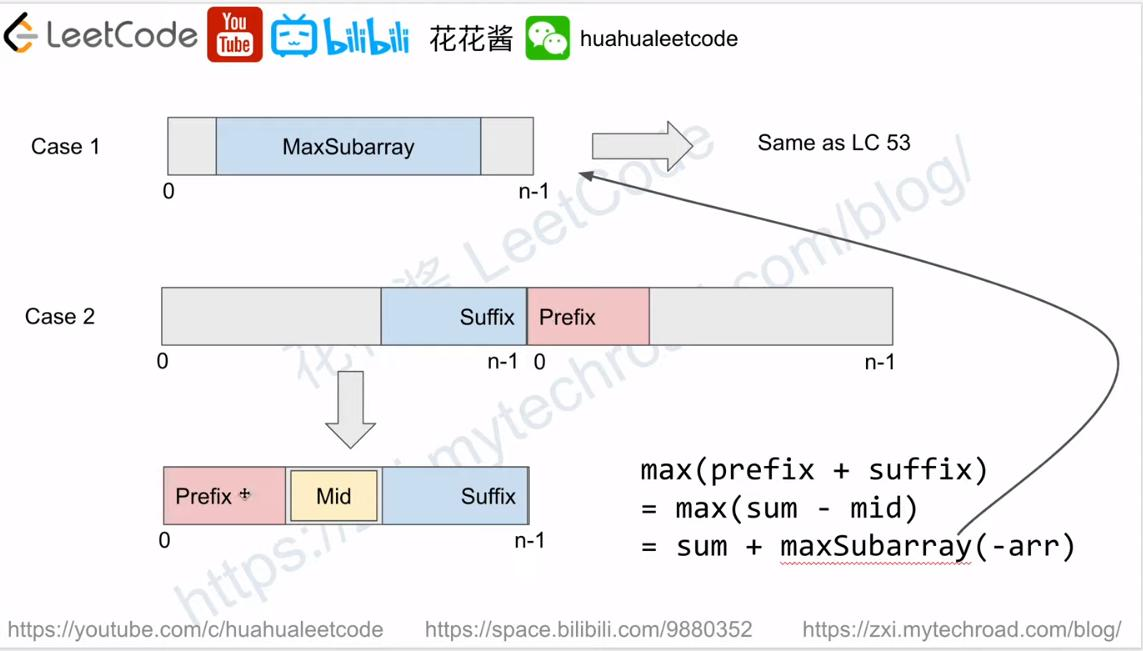 LeetCode You Tube bilibili 花花酱 huahualeetcode
Case 1 MaxSubarray Same as LC 53
0 n-1
Case 2 Suffix Prefix
0 n-1 0 n-1
Prefix Mid Suffix
0 n-1
max(prefix + suffix)
= max(sum - mid)
= sum + maxSubarray(-arr)
花花酱 LeetCode
https://zxi.mytechroad.com/blog/
https://youtube.com/c/huahualeetcode https://space.bilibili.com/9880352 https://zxi.mytechroad.com/blog/